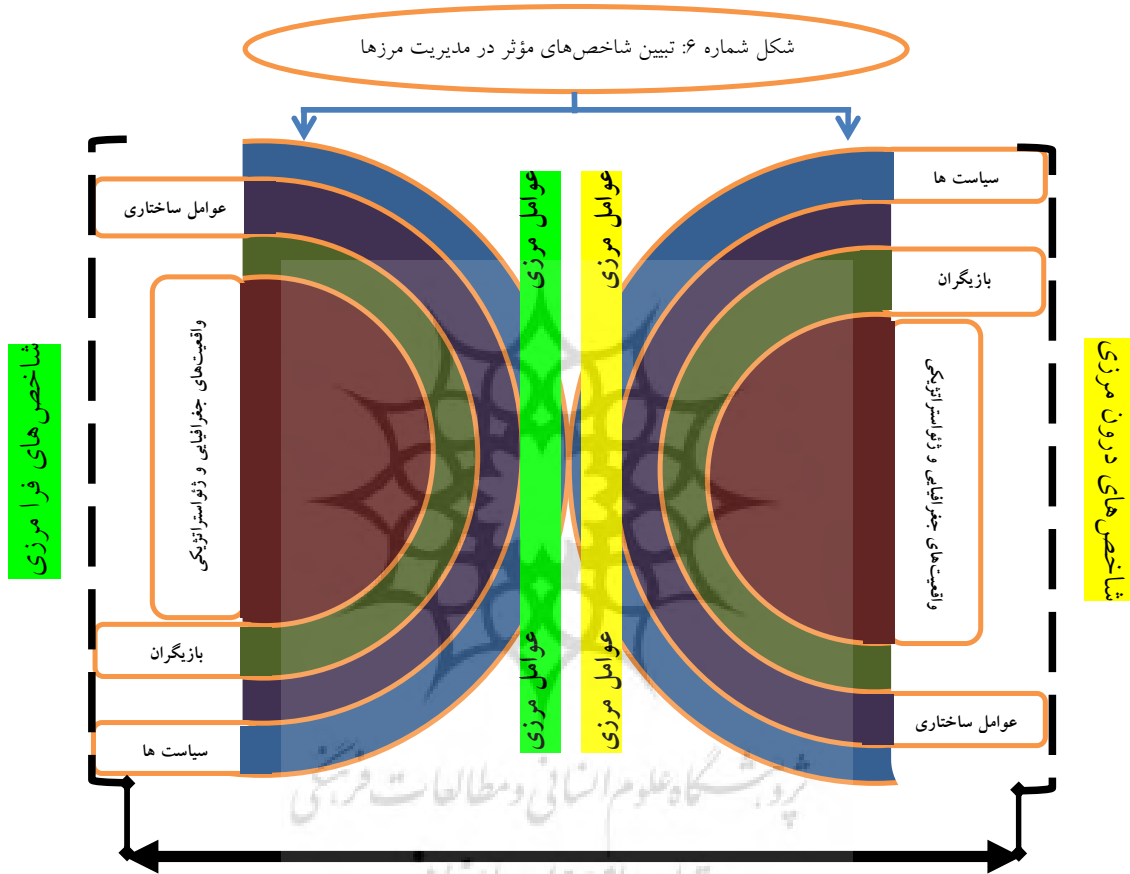 شکل شماره ۶: تبیین شاخص‌های مؤثر در مدیریت مرزها
سیاست ها
بازیگران
واقعیت‌های جغرافیایی و ژئواستراتژیکی
عوامل ساختاری
شاخص‌های درون مرزی
عوامل مرزی
عوامل مرزی
عوامل مرزی
عوامل مرزی
عوامل ساختاری
واقعیت‌های جغرافیایی و ژئواستراتژیکی
بازیگران
سیاست ها
شاخص‌های فرا مرزی
پژوهشگاه علوم انسانی و مطالعات فرهنگی